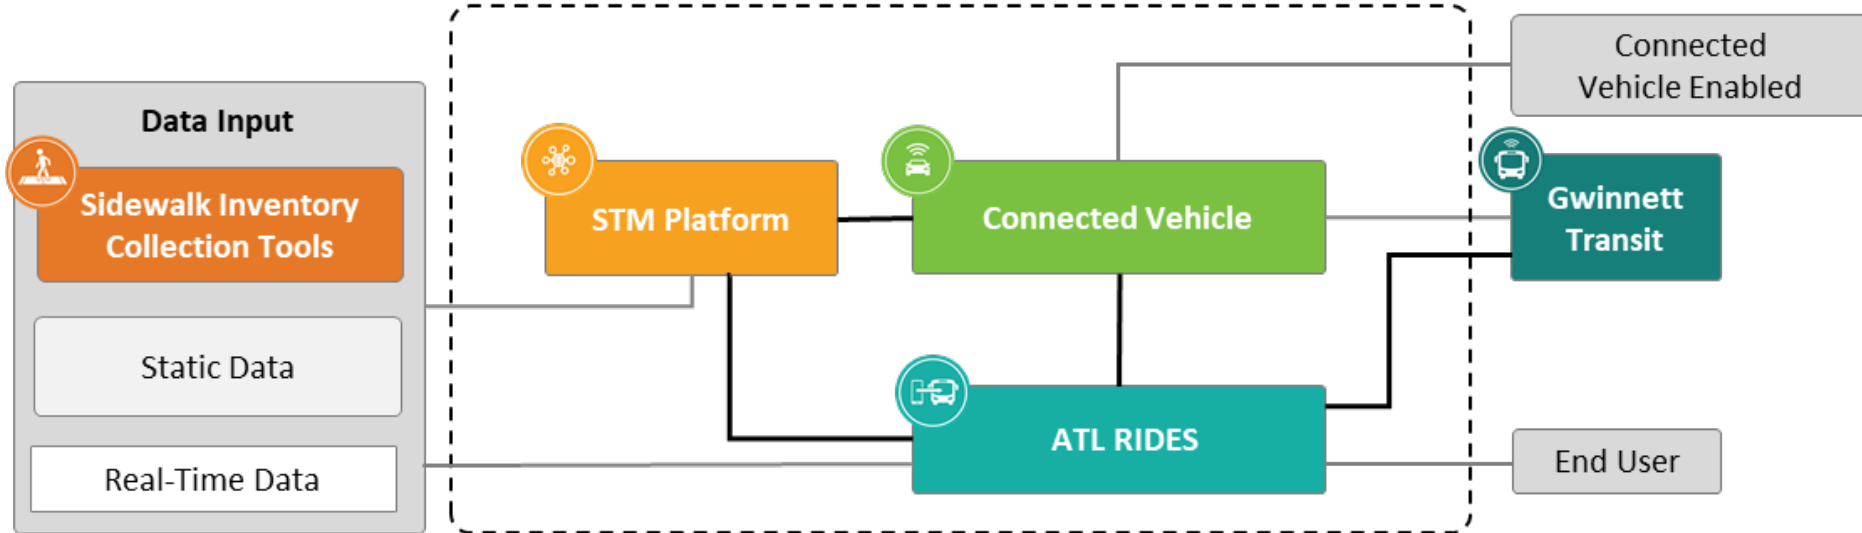 Data Input
Sidewalk Inventory
Collection Tools
Static Data
Real-Time Data
STM Platform
Connected Vehicle
ATL RIDES
Connected
Vehicle Enabled
Gwinnett
Transit
End User